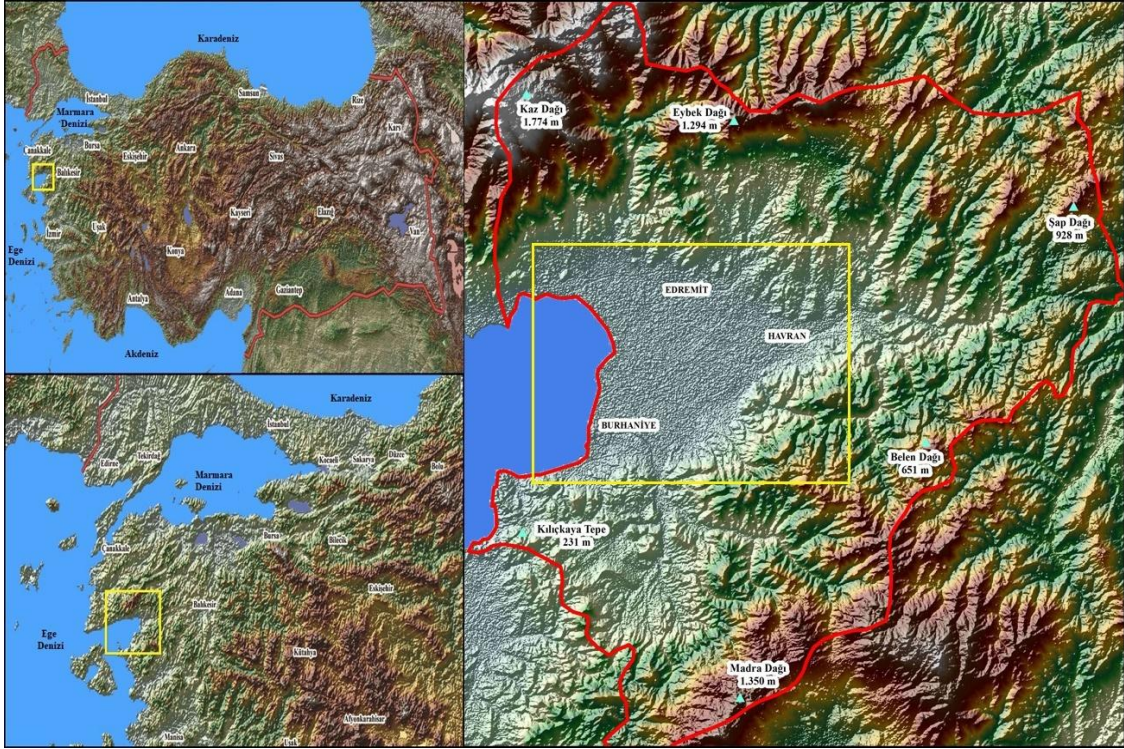 Karadeniz
İstanbul
Samsun
Rize
Marmara
Denizi
Bursa
Kars
Çanakkale
Eskişehir
Ankara
Sivas
Balıkesir
Kayseri
Elazığ
Uşak
Van
İzmir
Konya
Ege
Denizi
Antalya
Adana
Gaziantep
Akdeniz
Karadeniz
İstanbul
Edirne
Tekirdağ
Kocaeli
Sakarya
Düzce
Bolu
Marmara
Denizi
Çanakkale
Bursa
Bilecik
Balıkesir
Eskişehir
Ege
Denizi
Kütahya
Afyonkarahisar
Manisa
Uşak
Kaz Dağı
1.774 m
Eybek Dağı
1.294 m
Şap Dağı
928 m
EDREMİT
HAVRAN
BURHANİYE
Belen Dağı
651 m
Kılıçkaya Tepe
231 m
Madra Dağı
1.350 m